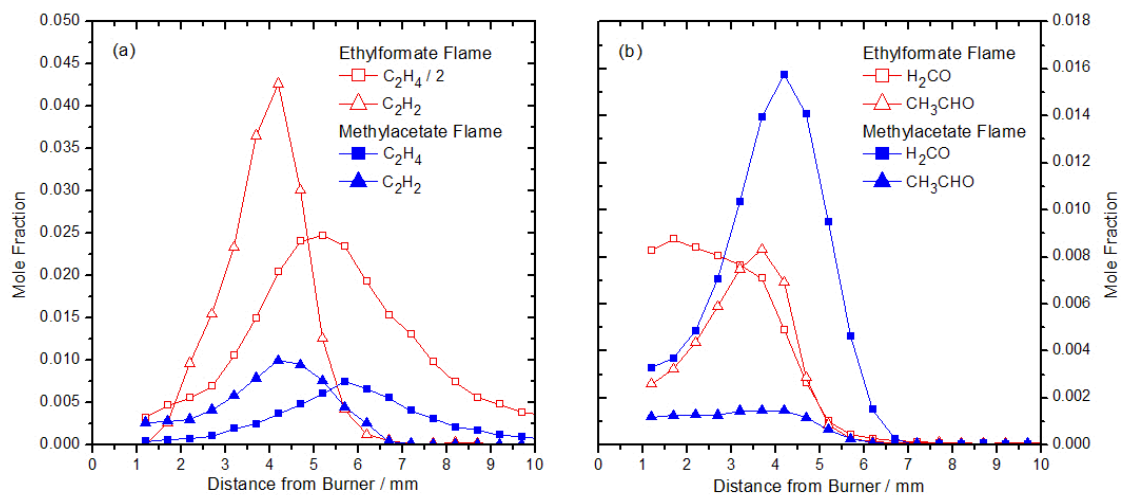 (a)
Ethylformate Flame
C₂H₄ / 2
C₂H₂
Methylacetate Flame
C₂H₄
C₂H₂
0.050
0.045
0.040
0.035
0.030
0.025
0.020
0.015
0.010
0.005
0.000
Mole Fraction
0 1 2 3 4 5 6 7 8 9 10
Distance from Burner / mm
(b)
Ethylformate Flame
H₂CO
CH₃CHO
Methylacetate Flame
H₂CO
CH₃CHO
0.018
0.016
0.014
0.012
0.010
0.008
0.006
0.004
0.002
0.000
Mole Fraction
0 1 2 3 4 5 6 7 8 9 10
Distance from Burner / mm